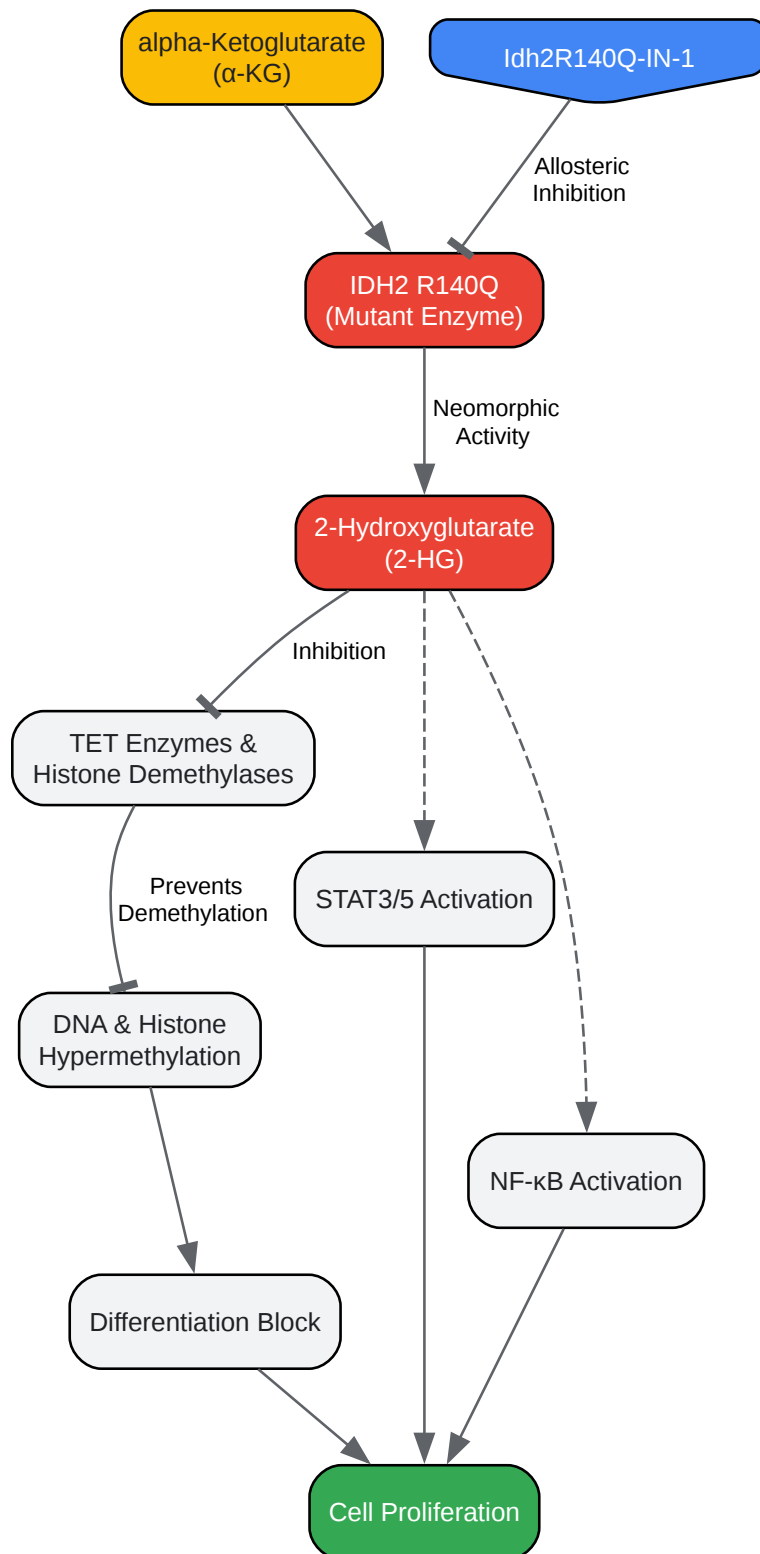 alpha-Ketoglutarate
(α-KG)
Idh2R140Q-IN-1
Allosteric
Inhibition
IDH2 R140Q
(Mutant Enzyme)
Neomorphic
Activity
2-Hydroxyglutarate
(2-HG)
Inhibition
TET Enzymes &
Histone Demethylases
Prevents
Demethylation
STAT3/5 Activation
DNA & Histone
Hypermethylation
NF-κB Activation
Differentiation Block
Cell Proliferation